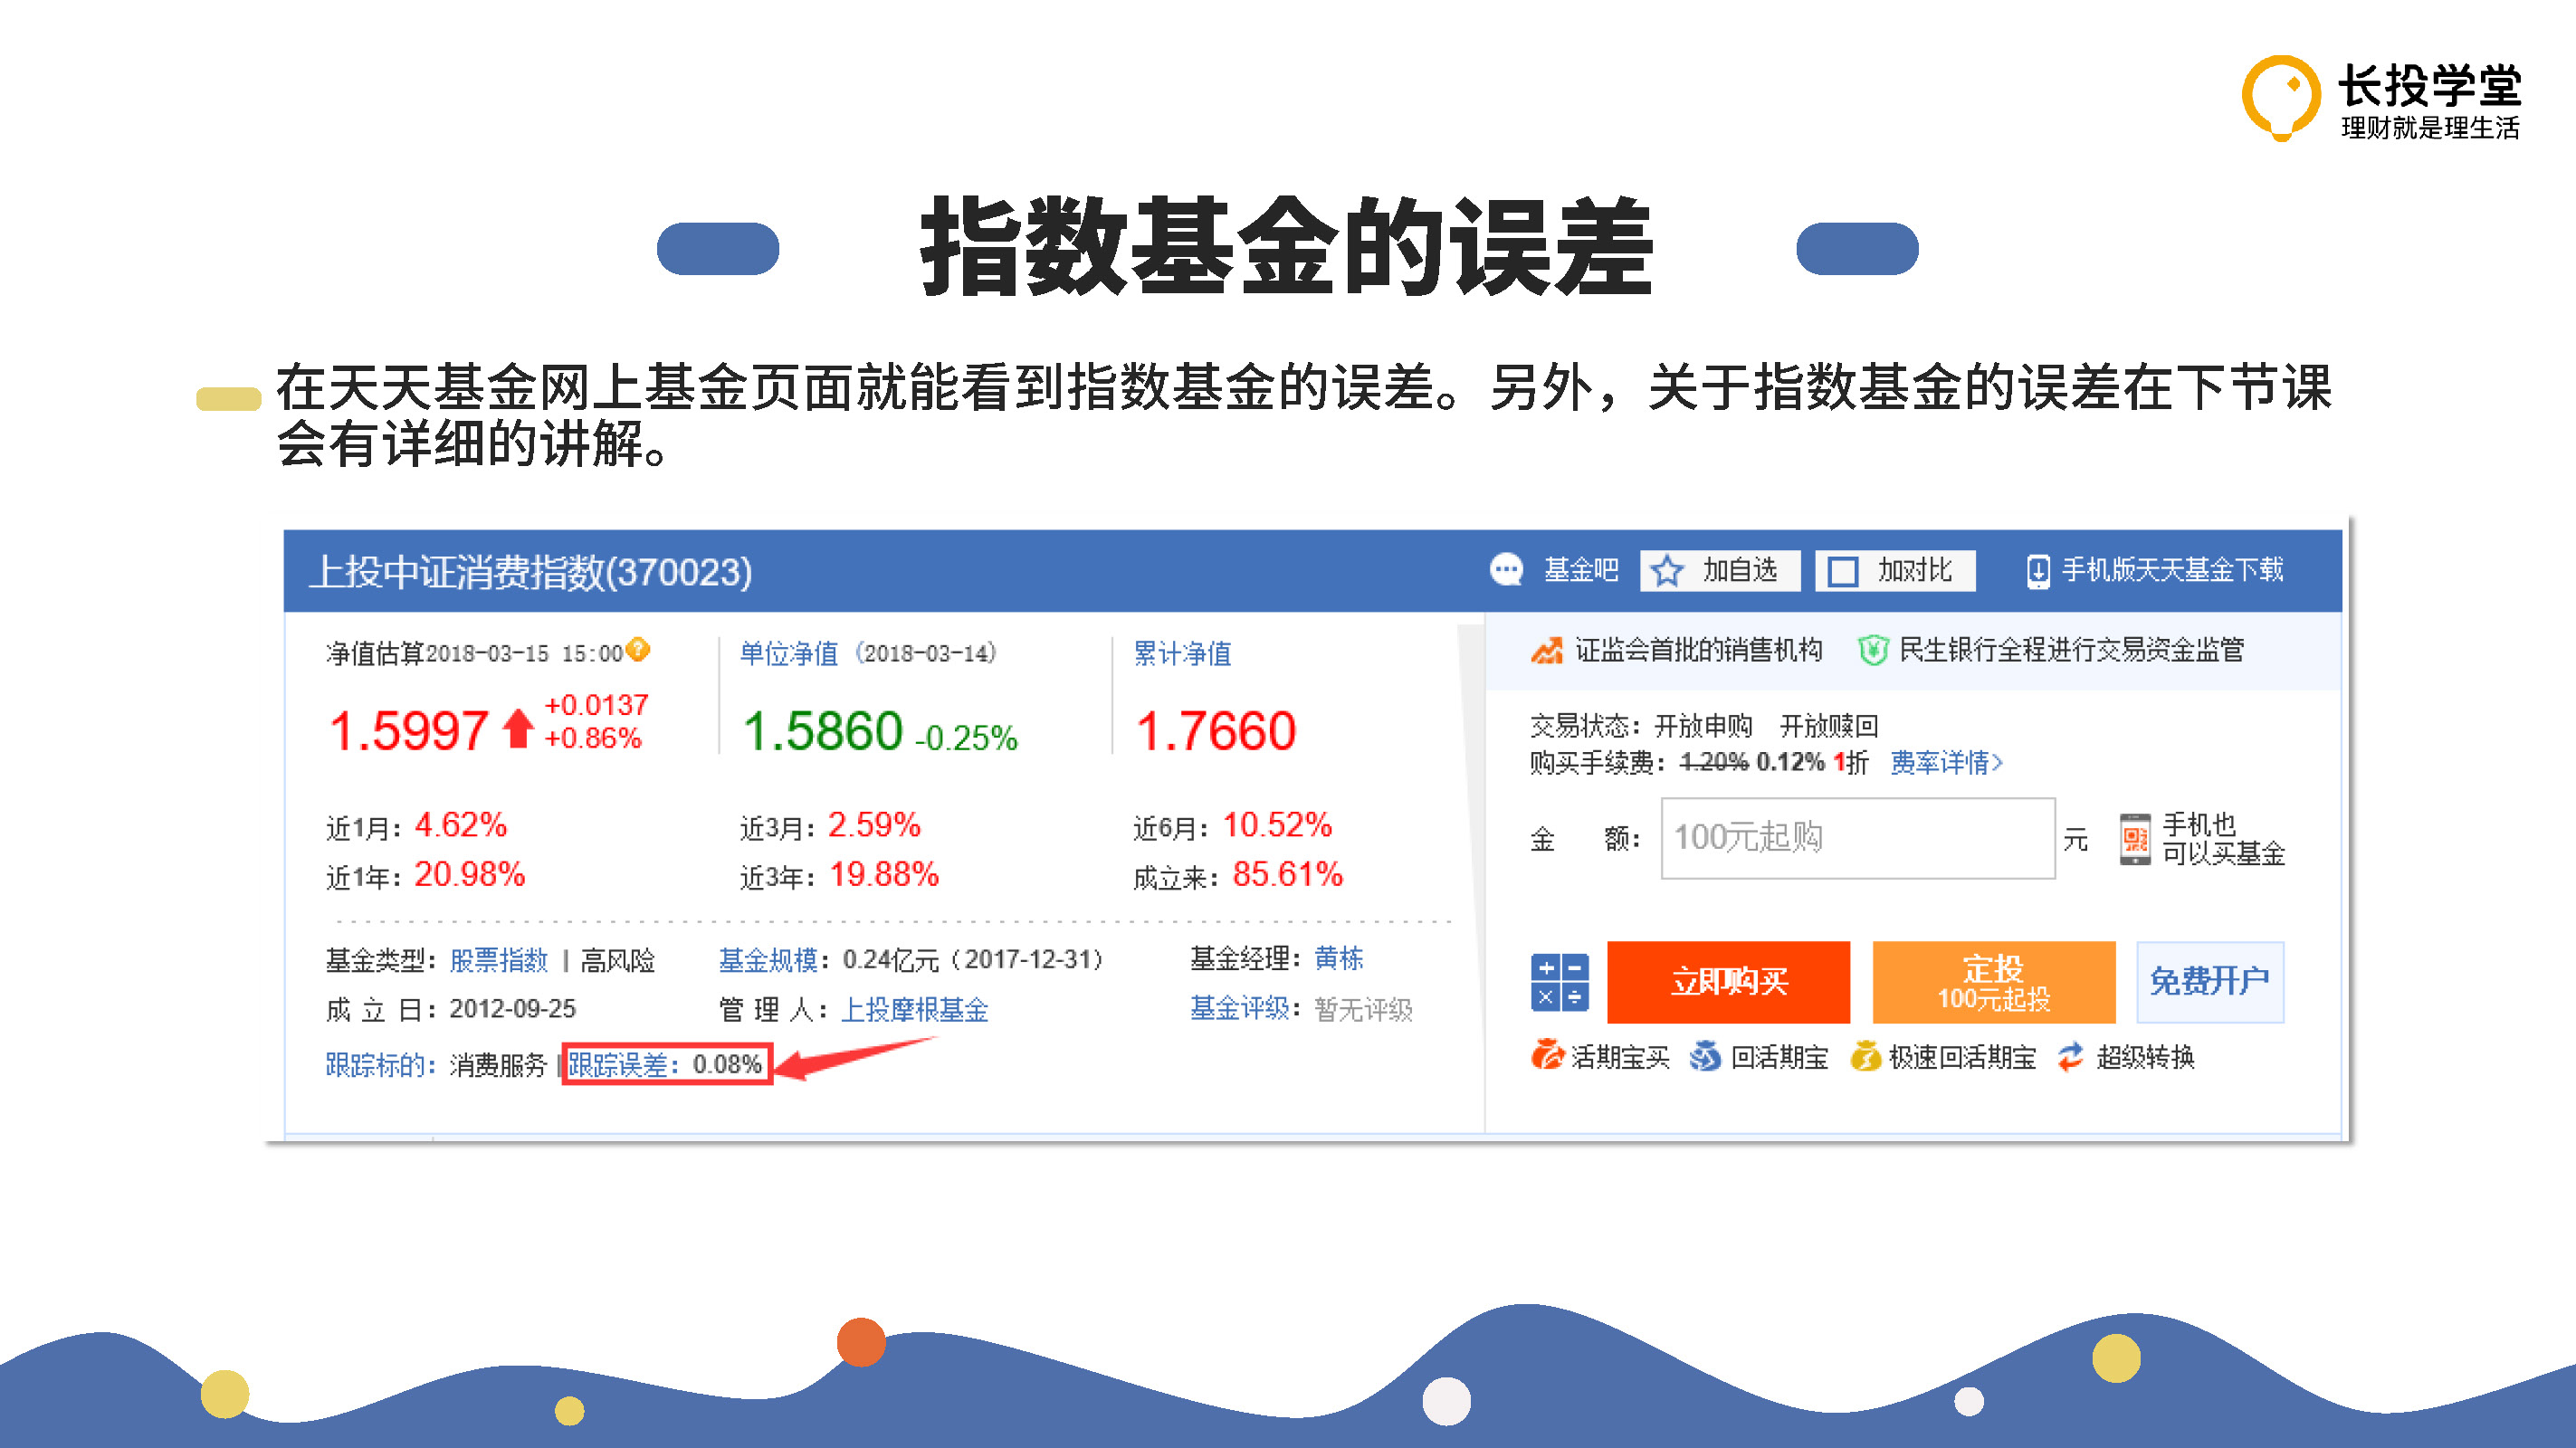 长投学堂
理财就是理生活
指数基金的误差
在天天基金网上基金页面就能看到指数基金的误差。另外，关于指数基金的误差在下节课
会有详细的讲解。
上投中证消费指数(370023)
基金吧 加自选 加对比 手机版天天基金下载
净值估算2018-03-15 15:00 单位净值（2018-03-14） 累计净值
1.5997 +0.0137 +0.86% 1.5860 -0.25% 1.7660
近1月：4.62% 近3月：2.59% 近6月：10.52%
近1年：20.98% 近3年：19.88% 成立来：85.61%
基金类型：股票指数 | 高风险 基金规模：0.24亿元（2017-12-31） 基金经理：黄栋
成 立 日：2012-09-25 管 理 人：上投摩根基金 基金评级：暂无评级
跟踪标的：消费服务 | 跟踪误差：0.08%
证监会首批的销售机构 民生银行全程进行交易资金监管
交易状态：开放申购 开放赎回
购买手续费：1.20% 0.12% 1折 费率详情>
金 额：100元起购 元
手机也
可以买基金
立即购买 定投 免费开户
100元起投
活期宝买 回活期宝 极速回活期宝 超级转换